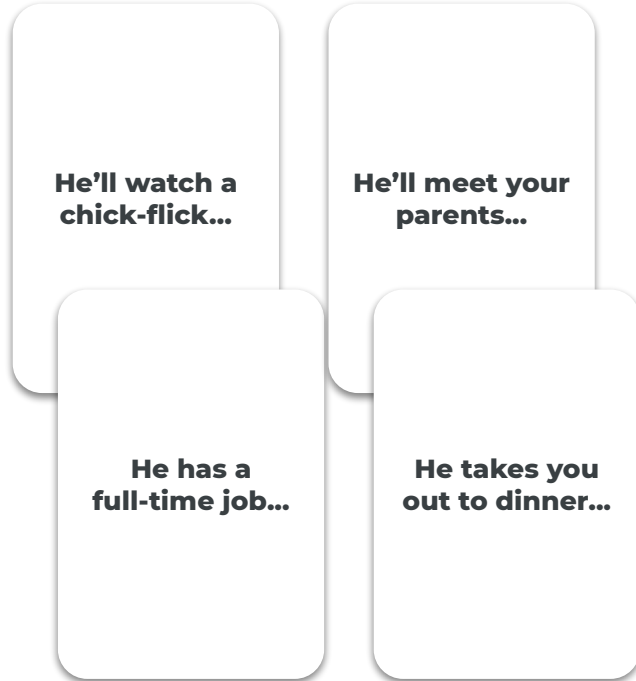 He’ll watch a
chick-flick...
He’ll meet your
parents...
He has a
full-time job...
He takes you
out to dinner...